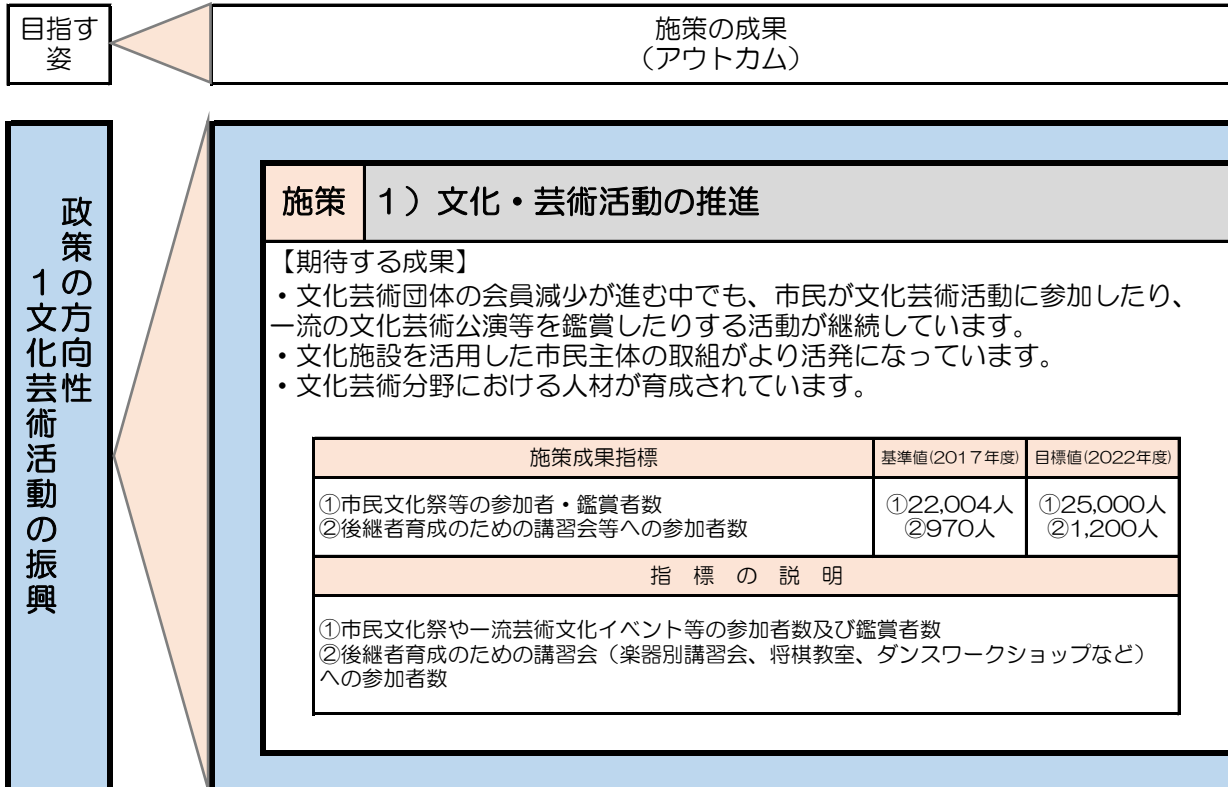 目指す
姿
施策の成果
（アウトカム）
政策の方向性
１文化芸術活動の振興
施策
１）文化・芸術活動の推進
【期待する成果】
・文化芸術団体の会員減少が進む中でも、市民が文化芸術活動に参加したり、
一流の文化芸術公演等を鑑賞したりする活動が継続しています。
・文化施設を活用した市民主体の取組がより活発になっています。
・文化芸術分野における人材が育成されています。
施策成果指標
基準値(2017年度)
目標値(2022年度)
①市民文化祭等の参加者・鑑賞者数
②後継者育成のための講習会等への参加者数
①22,004人
②970人
①25,000人
②1,200人
指　標　の　説　明
①市民文化祭や一流芸術文化イベント等の参加者数及び鑑賞者数
②後継者育成のための講習会（楽器別講習会、将棋教室、ダンスワークショップなど）
への参加者数